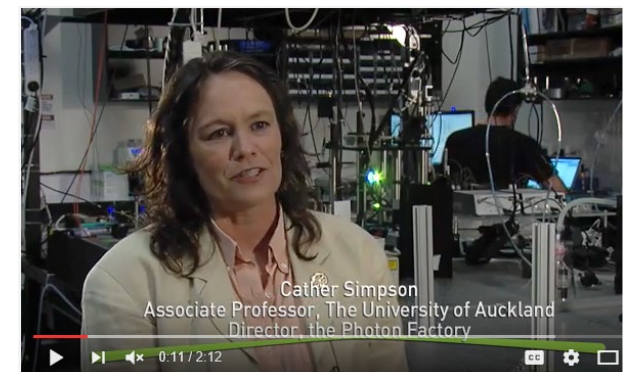 Cather Simpson
Associate Professor, The University of Auckland
Director, the Photon Factory
0:11 / 2:12
CC